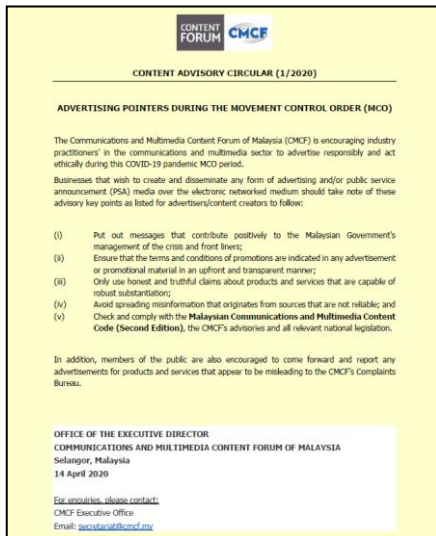 CONTENT
FORUM
CMCF
CONTENT ADVISORY CIRCULAR (1/2020)
ADVERTISING POINTERS DURING THE MOVEMENT CONTROL ORDER (MCO)
The Communications and Multimedia Content Forum of Malaysia (CMCF) is encouraging industry
practitioners' in the communications and multimedia sector to advertise responsibly and act
ethically during this COVID-19 pandemic MCO period.
Businesses that wish to create and disseminate any form of advertising and/or public service
announcement (PSA) media over the electronic networked medium should take note of these
advisory key points as listed for advertisers/content creators to follow:
(i) Put out messages that contribute positively to the Malaysian Government's
management of the crisis and front liners;
(ii) Ensure that the terms and conditions of promotions are indicated in any advertisement
or promotional material in an upfront and transparent manner;
(iii) Only use honest and truthful claims about products and services that are capable of
robust substantiation;
(iv) Avoid spreading misinformation that originates from sources that are not reliable; and
(v) Check and comply with the Malaysian Communications and Multimedia Content
Code (Second Edition), the CMCF's advisories and all relevant national legislation.
In addition, members of the public are also encouraged to come forward and report any
advertisements for products and services that appear to be misleading to the CMCF's Complaints
Bureau.
OFFICE OF THE EXECUTIVE DIRECTOR
COMMUNICATIONS AND MULTIMEDIA CONTENT FORUM OF MALAYSIA
Selangor, Malaysia
14 April 2020
For enquiries, please contact:
CMCF Executive Office
Email: secretariat@cmcf.my